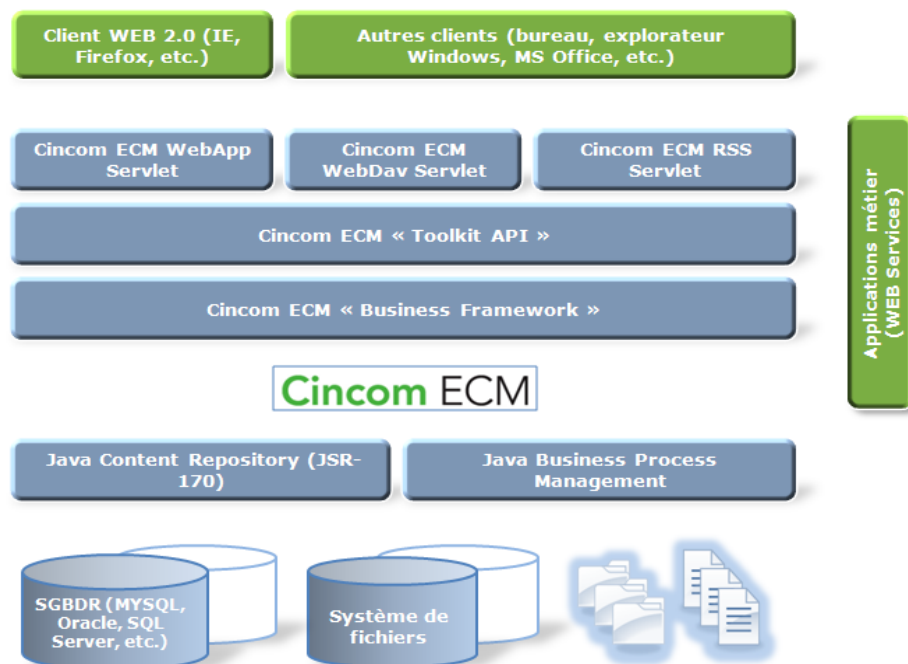 Client WEB 2.0 (IE,
Firefox, etc.)
Autres clients (bureau, explorateur
Windows, MS Office, etc.)
Cincom ECM WebApp
Servlet
Cincom ECM
WebDav Servlet
Cincom ECM RSS
Servlet
Cincom ECM « Toolkit API »
Cincom ECM « Business Framework »
Applications métier
(WEB Services)
Cincom ECM
Java Content Repository (JSR-
170)
Java Business Process
Management
SGBDR (MYSQL,
Oracle, SQL
Server, etc.)
Système de
fichiers